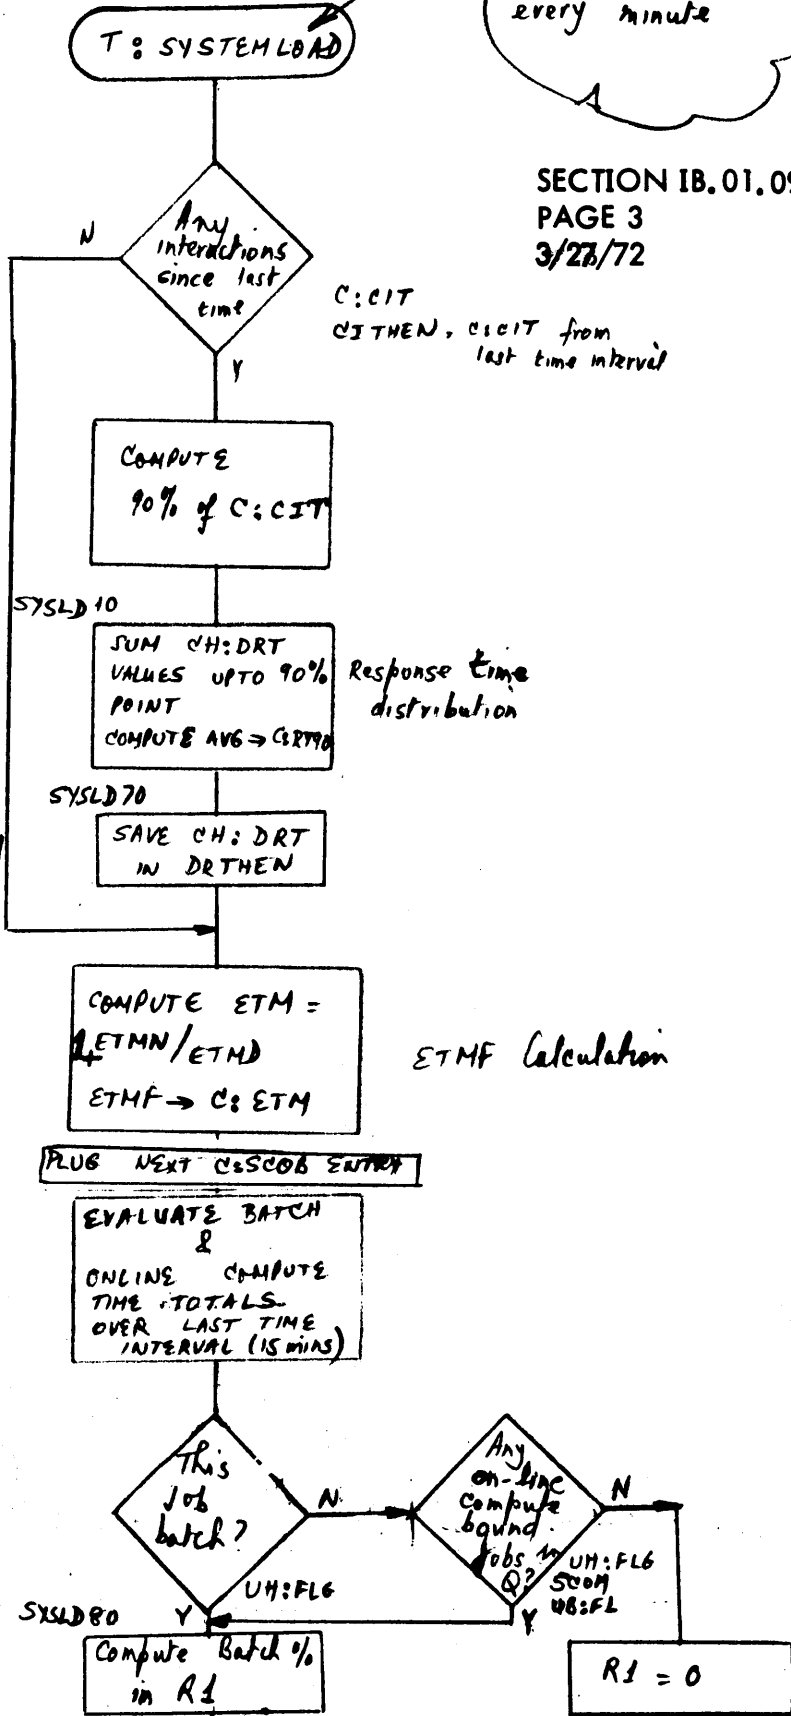 every minute
T: SYSTEMLOAD
SECTION IB.01.09
PAGE 3
3/27/72
N
Any
interactions
since last
time
C:CIT
CITHEN. C:CIT from
last time interval
Y
COMPUTE
90% of C:CIT
SYSLD10
SUM CH:DRT
VALUES UPTO 90%
POINT
COMPUTE AVG → C:RT90
Response time
distribution
SYSLD70
SAVE CH:DRT
IN DRTHEN
COMPUTE ETM =
1+ETMN/ETMD
ETMF → C:ETM
ETMF Calculation
PLUG NEXT C:SCOB ENTRY
EVALUATE BATCH
&
ONLINE COMPUTE
TIME TOTALS
OVER LAST TIME
INTERVAL (15 mins)
This
job
batch?
N
UH:FLG
Y
Any
on-line
compute
bound
jobs in
Q?
N
UH:FLG
SCOM
UB:FL
Y
SYSLD80
Compute Batch %
in R1
R1 = 0